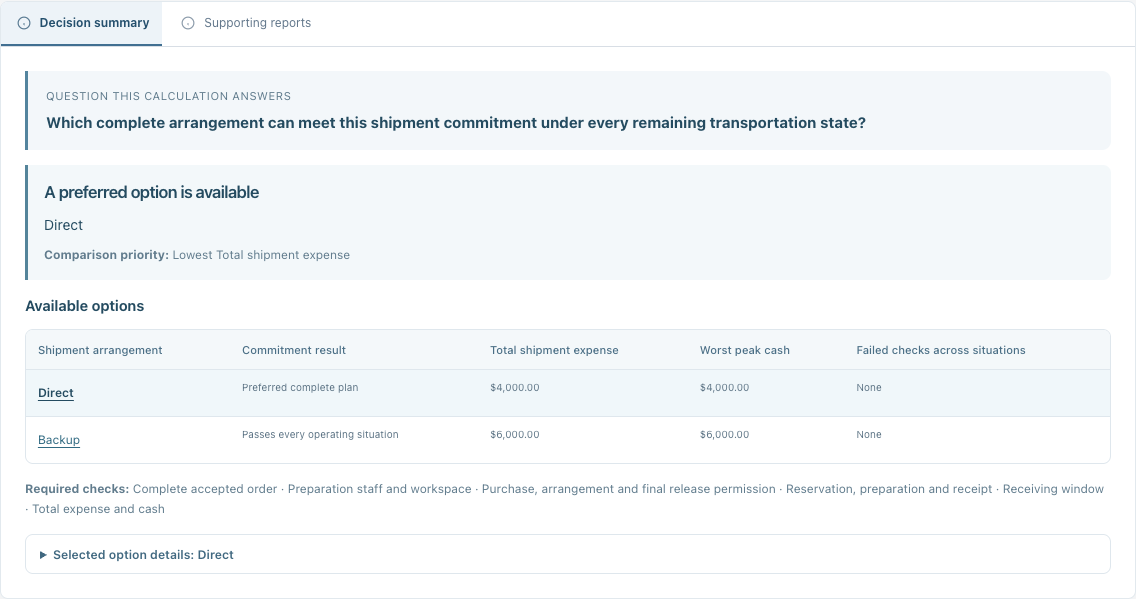 Decision summary
Supporting reports
QUESTION THIS CALCULATION ANSWERS
Which complete arrangement can meet this shipment commitment under every remaining transportation state?
A preferred option is available
Direct
Comparison priority: Lowest Total shipment expense
Available options
Shipment arrangement Commitment result Total shipment expense Worst peak cash Failed checks across situations
Direct Preferred complete plan $4,000.00 $4,000.00 None
Backup Passes every operating situation $6,000.00 $6,000.00 None
Required checks: Complete accepted order · Preparation staff and workspace · Purchase, arrangement and final release permission · Reservation, preparation and receipt · Receiving window
· Total expense and cash
Selected option details: Direct